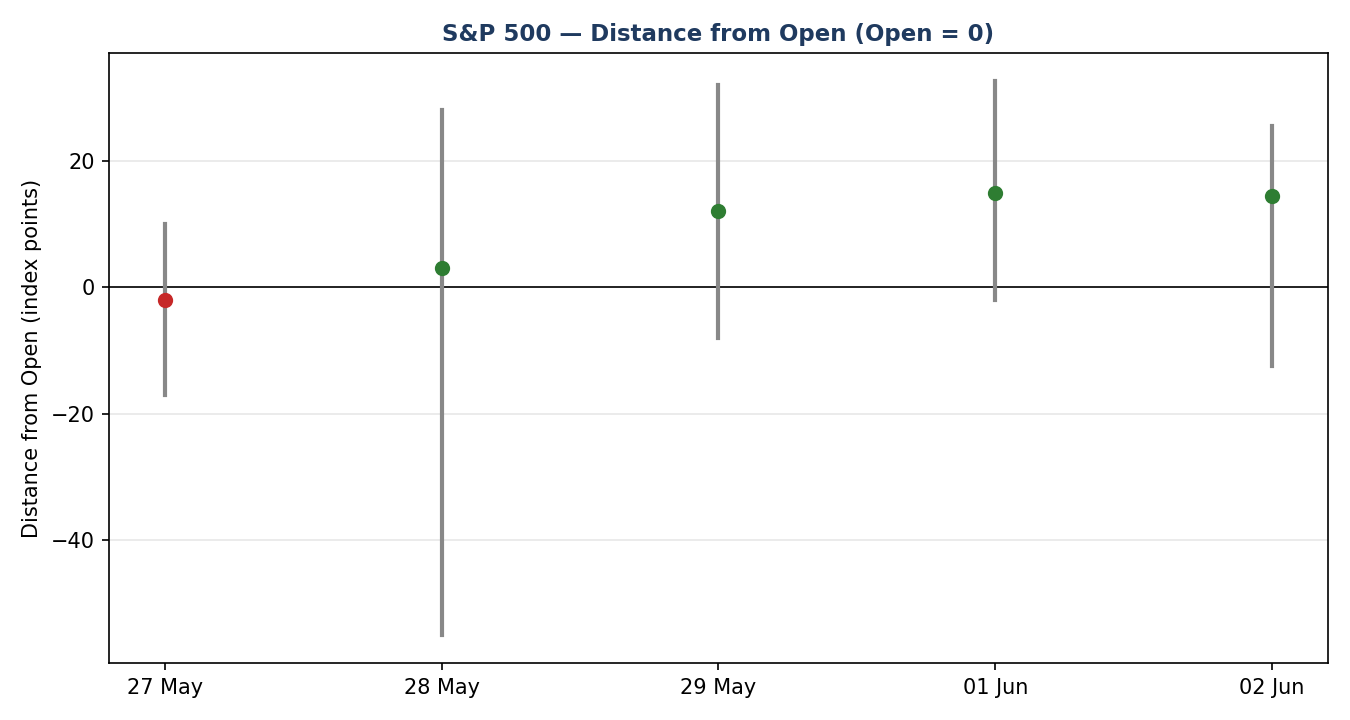 S&P 500 — Distance from Open (Open = 0)
Distance from Open (index points)
20
0
−20
−40
27 May
28 May
29 May
01 Jun
02 Jun